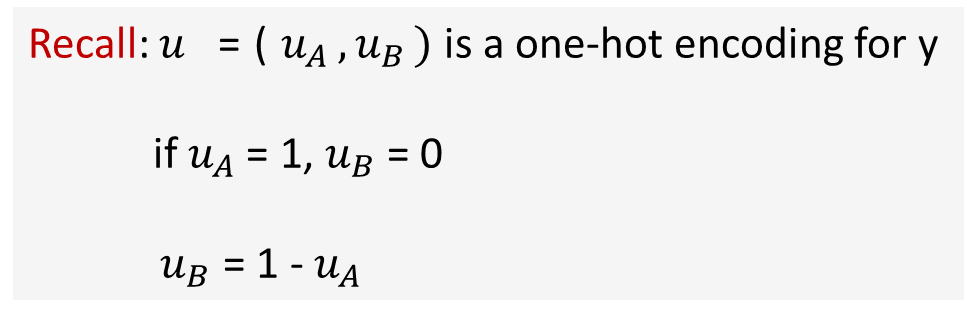 Recall: u = ( u_A , u_B ) is a one-hot encoding for y
if u_A = 1, u_B = 0
u_B = 1 - u_A